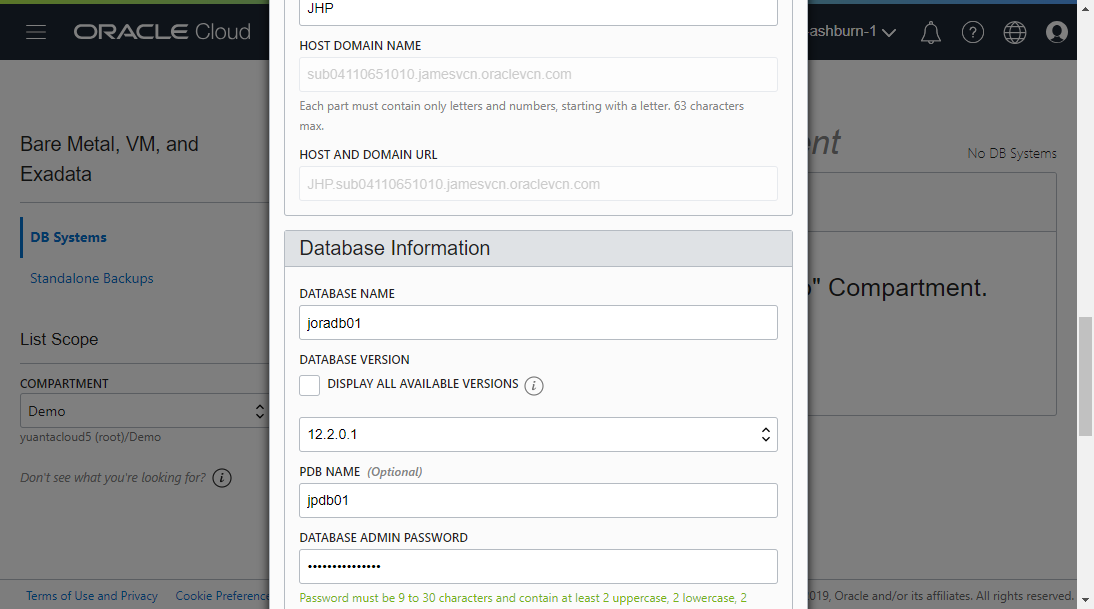 JHP
ORACLE Cloud
ashburn-1
HOST DOMAIN NAME
sub04110651010.jamesvcn.oraclevcn.com
Each part must contain only letters and numbers, starting with a letter. 63 characters
max.
HOST AND DOMAIN URL
JHP.sub04110651010.jamesvcn.oraclevcn.com
Bare Metal, VM, and
Exadata
DB Systems
Standalone Backups
List Scope
COMPARTMENT
Demo
yuantacloud5 (root)/Demo
Don't see what you're looking for?
Database Information
DATABASE NAME
joradb01
DATABASE VERSION
DISPLAY ALL AVAILABLE VERSIONS
12.2.0.1
PDB NAME (Optional)
jpdb01
DATABASE ADMIN PASSWORD
•••••••••••••••
Password must be 9 to 30 characters and contain at least 2 uppercase, 2 lowercase, 2
No DB Systems
" Compartment.
Terms of Use and Privacy
Cookie Preference
2019, Oracle and/or its affiliates. All rights reserved.